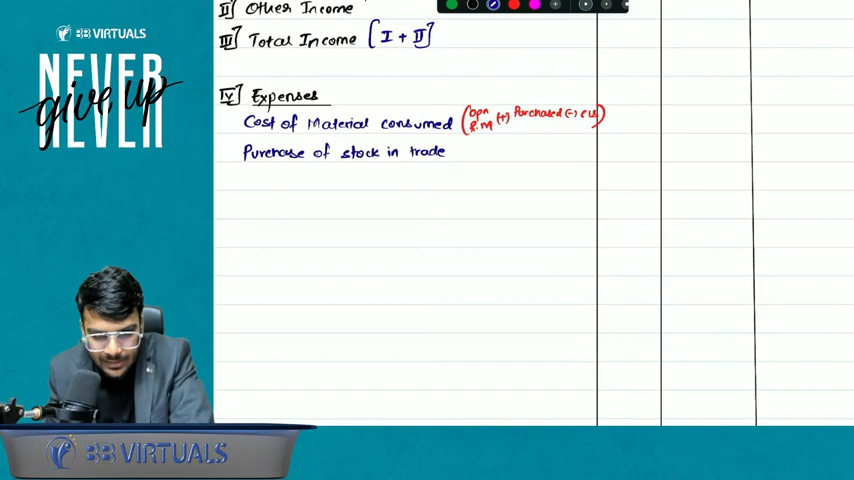 II] Other Income
III] Total Income [I + II]
IV] Expenses
Cost of Material consumed (Opn R.M (+) Purchased (-) cls)
Purchase of stock in trade
BB VIRTUALS
NEVER
give up
NEVER
BB VIRTUALS